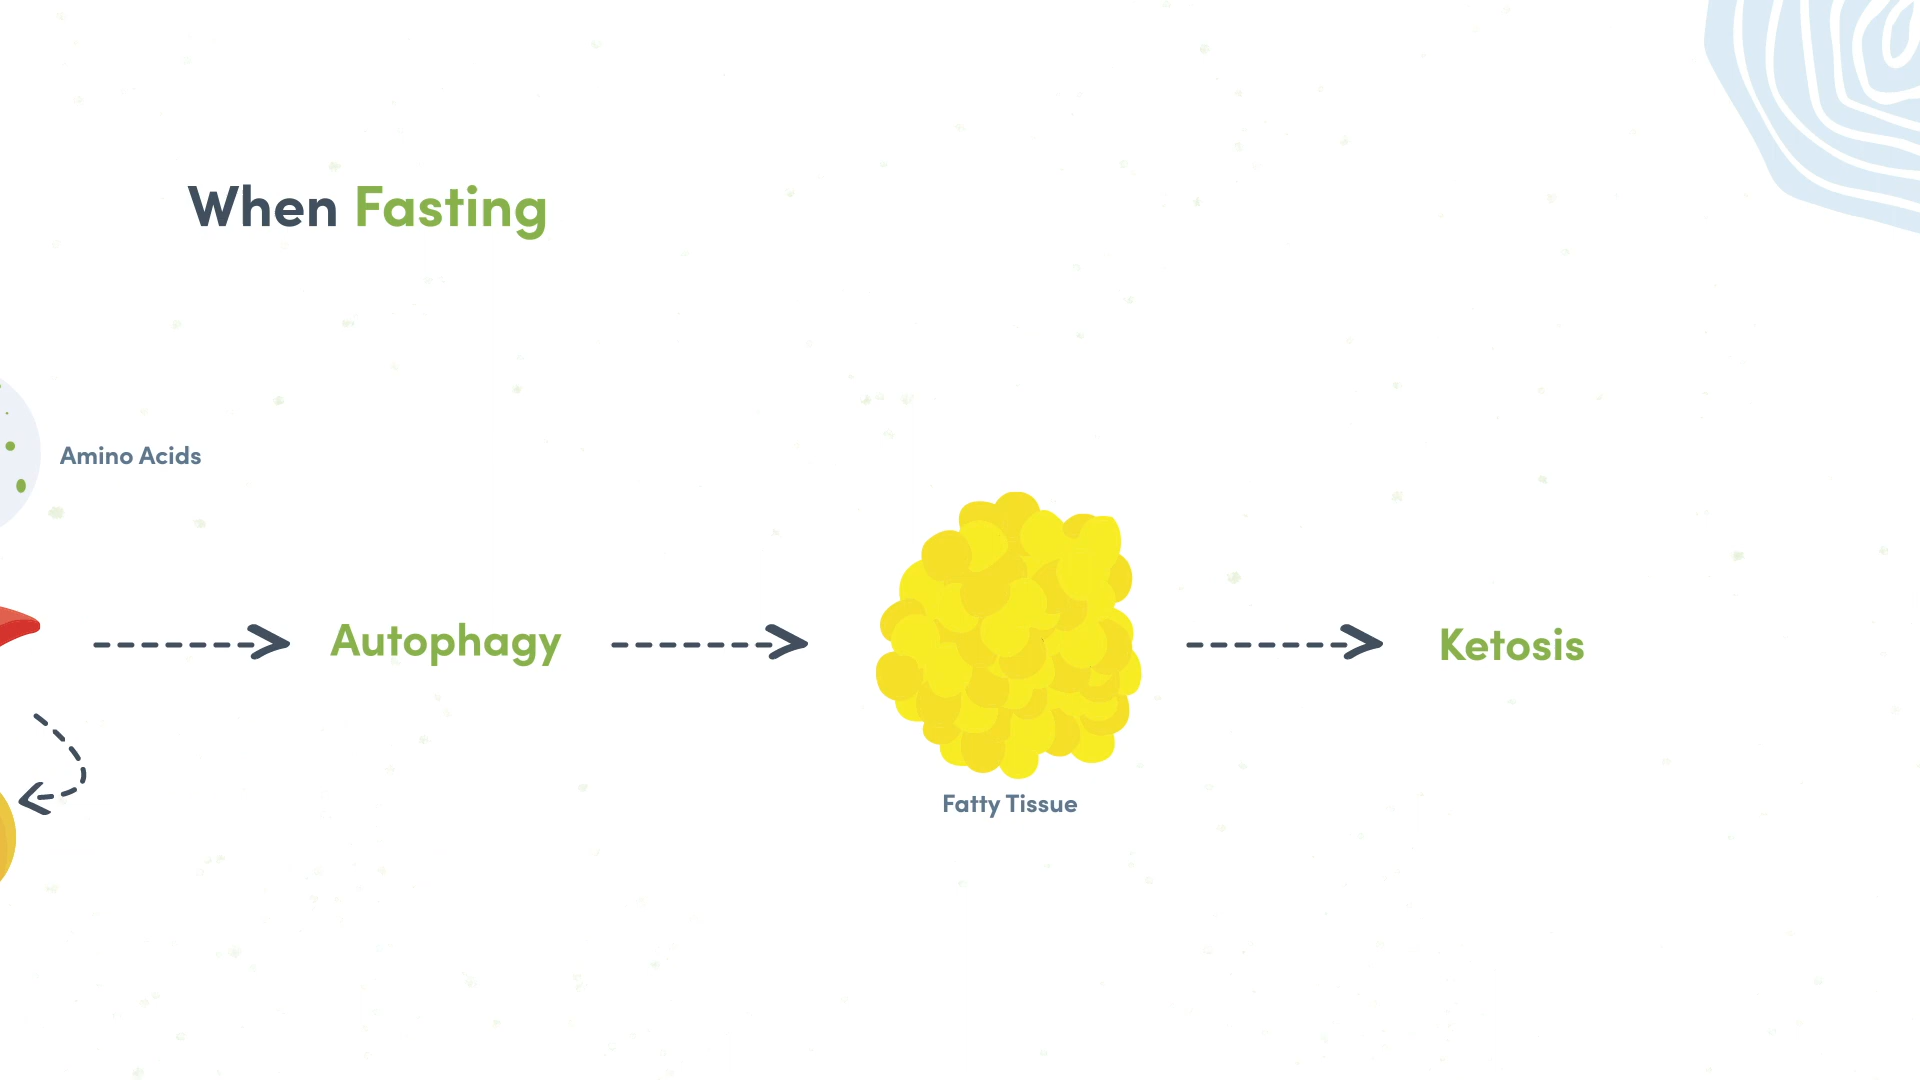 When Fasting
Amino Acids
Autophagy
Ketosis
Fatty Tissue